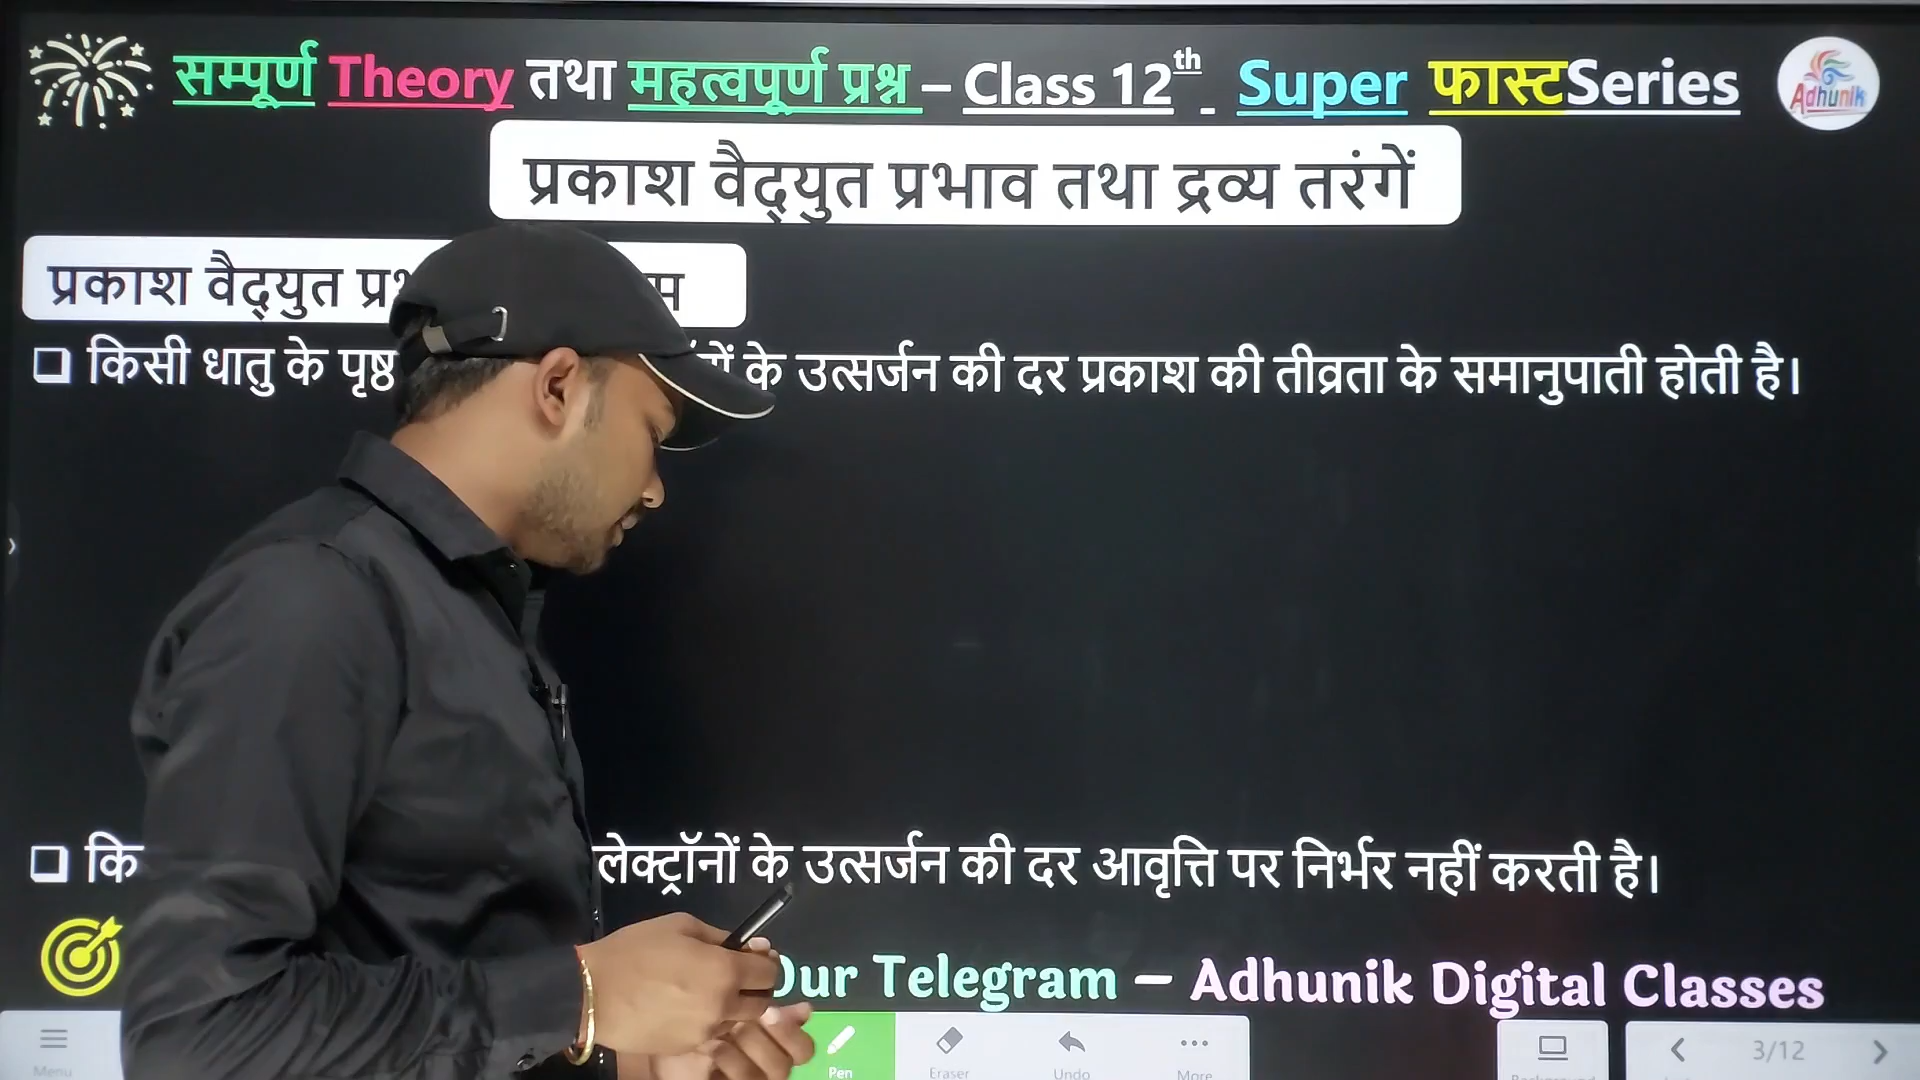 सम्पूर्ण Theory तथा महत्वपूर्ण प्रश्न – Class 12th - Super फास्टSeries
Adhunik
प्रकाश वैद्युत प्रभाव तथा द्रव्य तरंगें
प्रकाश वैद्युत
किसी धातु के पृष्ठ के उत्सर्जन की दर प्रकाश की तीव्रता के समानुपाती होती है।
के उत्सर्जन की दर आवृत्ति पर निर्भर नहीं करती है।
Our Telegram – Adhunik Digital Classes
Menu Pen Eraser Undo More 3/12